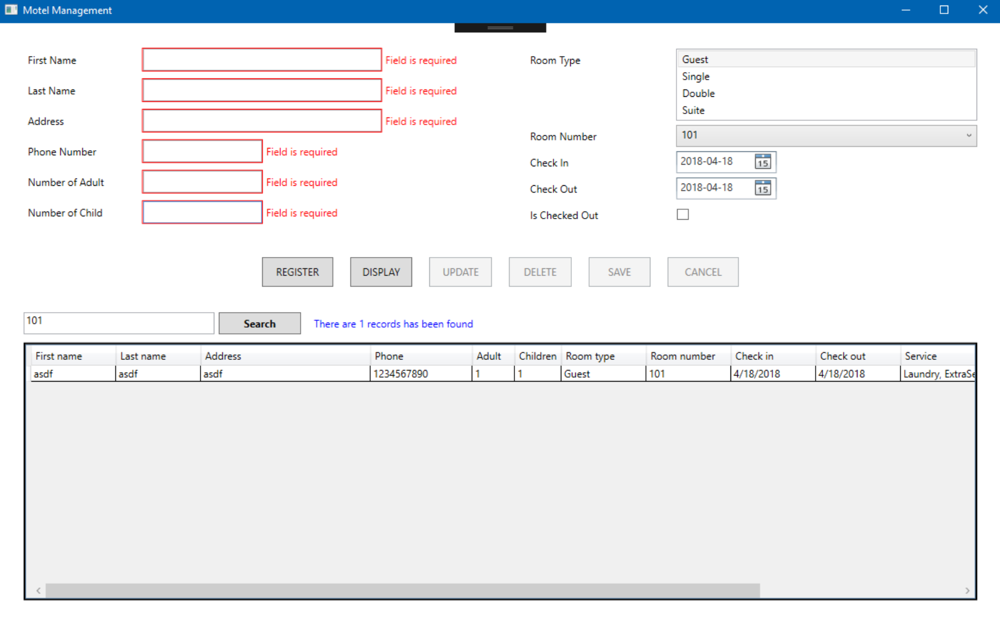 Motel Management
First Name Field is required
Last Name Field is required
Address Field is required
Phone Number Field is required
Number of Adult Field is required
Number of Child Field is required
Room Type Guest
Single
Double
Suite
Room Number 101
Check In 2018-04-18 15
Check Out 2018-04-18 15
Is Checked Out
REGISTER DISPLAY UPDATE DELETE SAVE CANCEL
101 Search There are 1 records has been found
First name Last name Address Phone Adult Children Room type Room number Check in Check out Service
asdf asdf asdf 1234567890 1 1 Guest 101 4/18/2018 4/18/2018 Laundry, ExtraSe